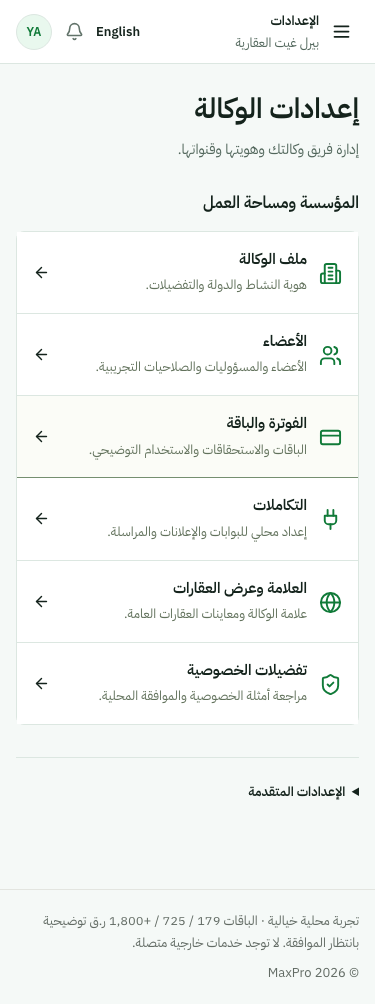 الإعدادات
بيرل غيت العقارية
English
YA
إعدادات الوكالة
إدارة فريق وكالتك وهويتها وقنواتها.
المؤسسة ومساحة العمل
ملف الوكالة
هوية النشاط والدولة والتفضيلات.
الأعضاء
الأعضاء والمسؤوليات والصلاحيات التجريبية.
الفوترة والباقة
الباقات والاستحقاقات والاستخدام التوضيحي.
التكاملات
إعداد محلي للبوابات والإعلانات والمراسلة.
العلامة وعرض العقارات
علامة الوكالة ومعاينات العقارات العامة.
تفضيلات الخصوصية
مراجعة أمثلة الخصوصية والموافقة المحلية.
الإعدادات المتقدمة
تجربة محلية خيالية · الباقات 179 / 725 / +1,800 ر.ق توضيحية
بانتظار الموافقة. لا توجد خدمات خارجية متصلة.
© 2026 MaxPro